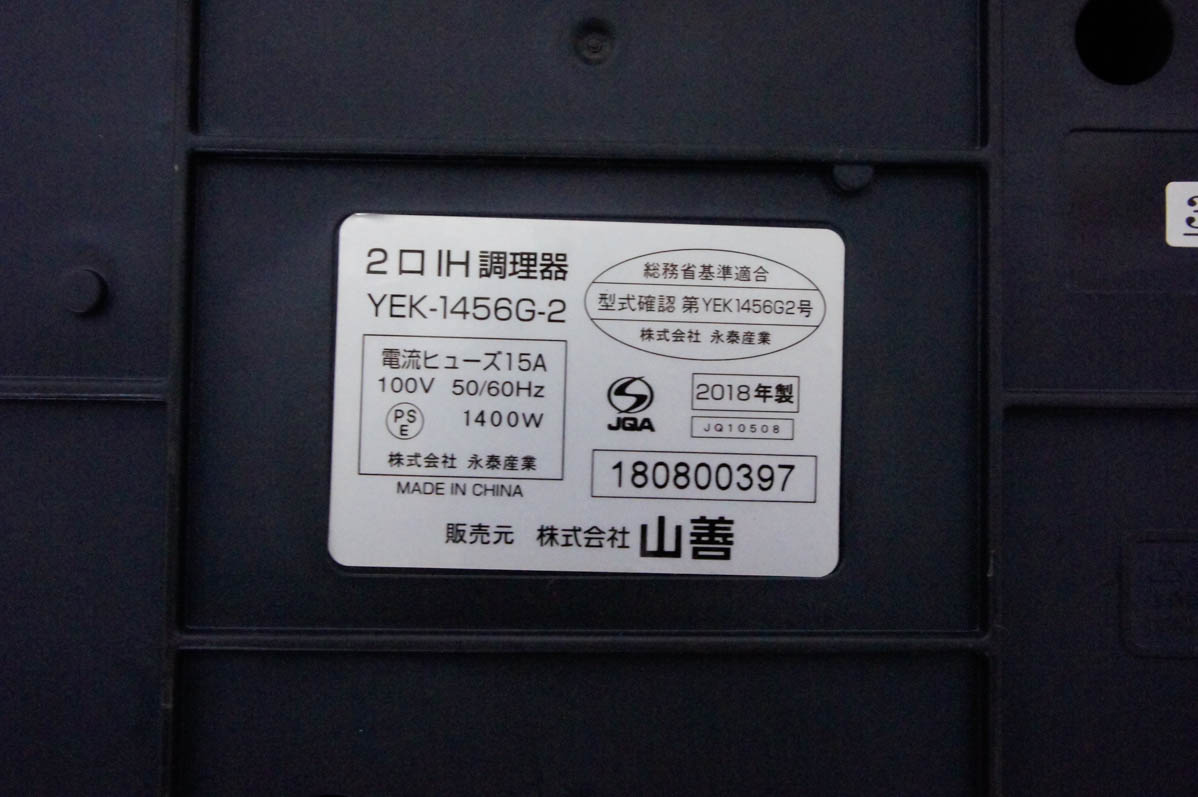 2口IH調理器
YEK-1456G-2
電流ヒューズ15A
100V 50/60Hz
PS
E
1400W
株式会社 永泰産業
MADE IN CHINA
総務省基準適合
型式確認 第YEK1456G2号
株式会社 永泰産業
JQA
2018年製
JQ10508
180800397
販売元 株式会社 山善